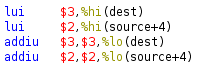 lui $3,%hi(dest)
lui $2,%hi(source+4)
addiu $3,$3,%lo(dest)
addiu $2,$2,%lo(source+4)